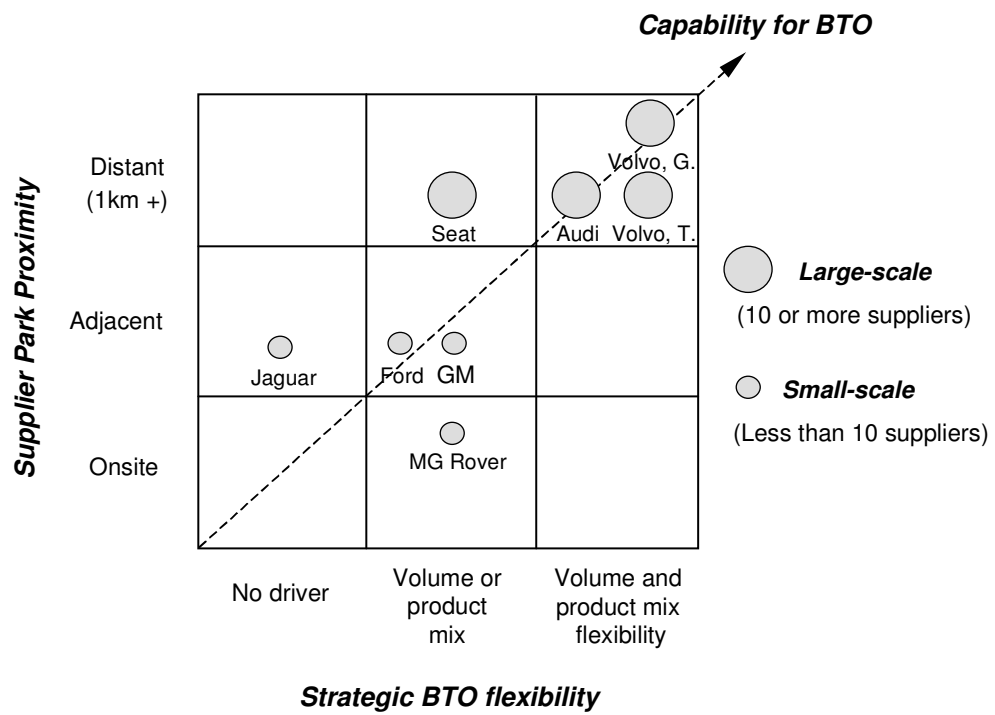 Capability for BTO
Supplier Park Proximity
Distant
(1km +)
Volvo, G.
Seat
Audi
Volvo, T.
Large-scale
(10 or more suppliers)
Adjacent
Jaguar
Ford
GM
Small-scale
(Less than 10 suppliers)
Onsite
MG Rover
No driver
Volume or
product
mix
Volume and
product mix
flexibility
Strategic BTO flexibility